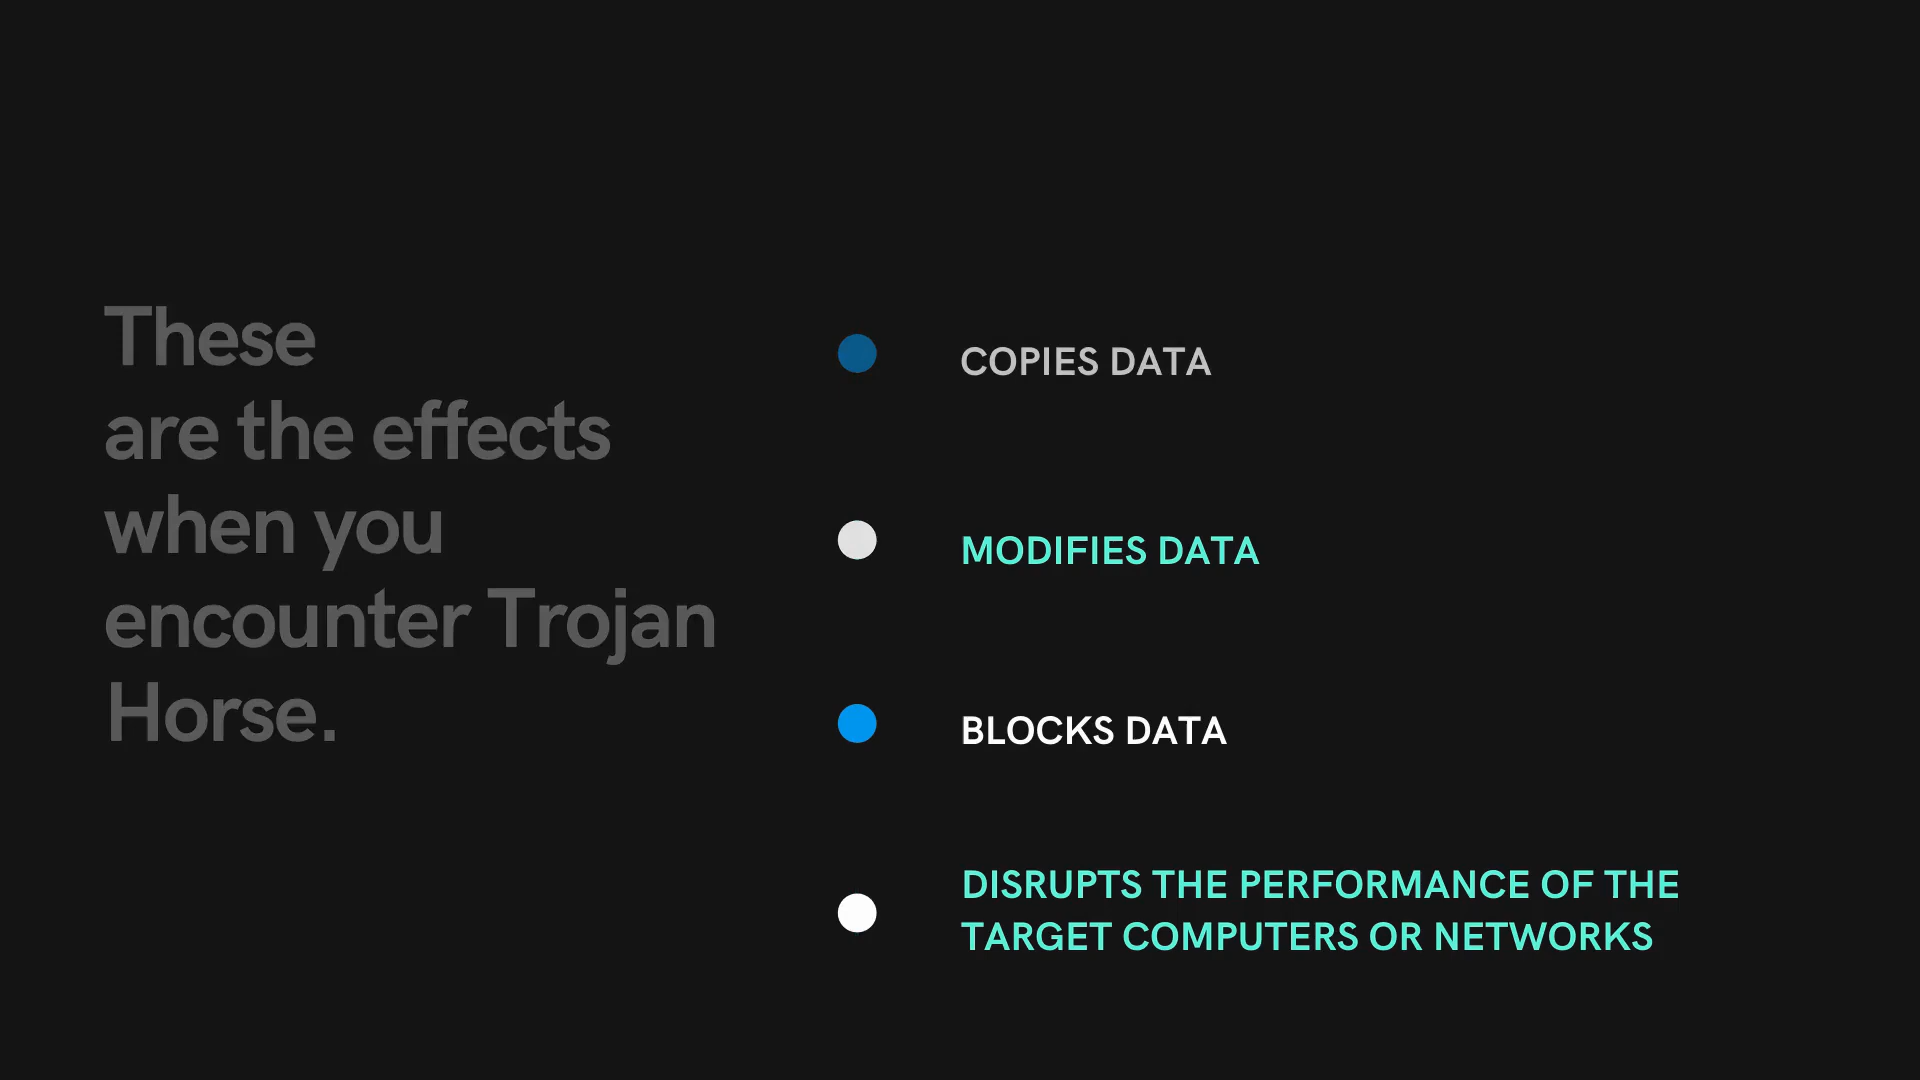 These
are the effects
when you
encounter Trojan
Horse.
COPIES DATA
MODIFIES DATA
BLOCKS DATA
DISRUPTS THE PERFORMANCE OF THE
TARGET COMPUTERS OR NETWORKS